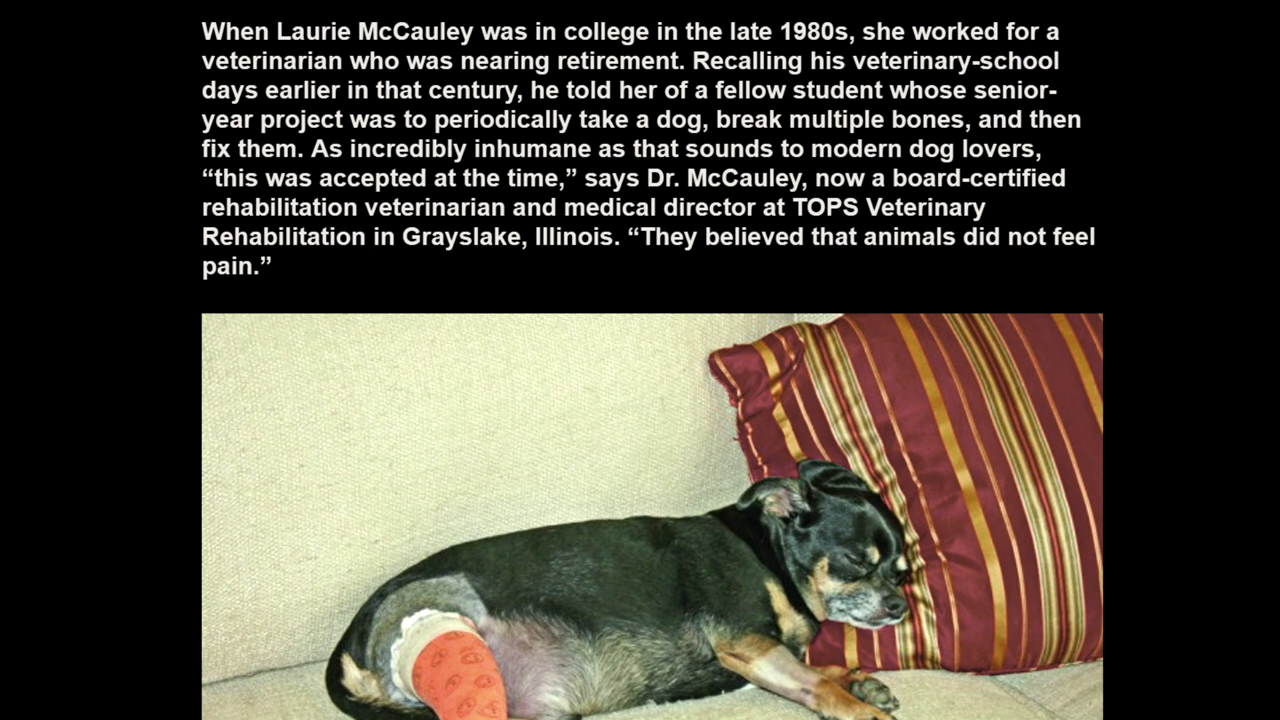 When Laurie McCauley was in college in the late 1980s, she worked for a
veterinarian who was nearing retirement. Recalling his veterinary-school
days earlier in that century, he told her of a fellow student whose senior-
year project was to periodically take a dog, break multiple bones, and then
fix them. As incredibly inhumane as that sounds to modern dog lovers,
“this was accepted at the time,” says Dr. McCauley, now a board-certified
rehabilitation veterinarian and medical director at TOPS Veterinary
Rehabilitation in Grayslake, Illinois. “They believed that animals did not feel
pain.”